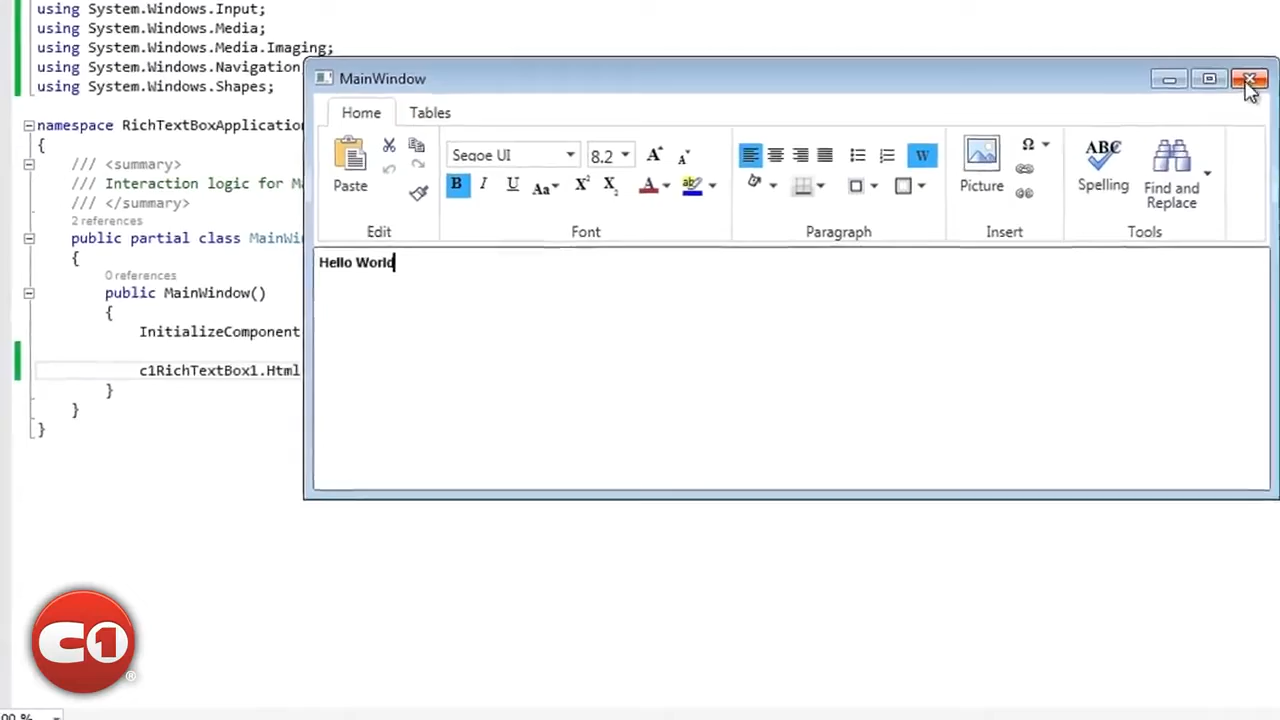 using System.Windows.Input;
using System.Windows.Media;
using System.Windows.Media.Imaging;
using System.Windows.Navigation
using System.Windows.Shapes;
namespace RichTextBoxApplication
{
/// <summary>
/// Interaction logic for
/// </summary>
2 references
public partial class
{
0 references
public MainWindow()
{
InitializeComponent
c1RichTextBox1.Html
}
}
}
MainWindow
Home Tables
Segoe UI 8.2 A A
Paste B I U Aa X² X₂ A ab W Ω Picture ABC Spelling Find and Replace
Edit Font Paragraph Insert Tools
Hello World
C1®
00 %